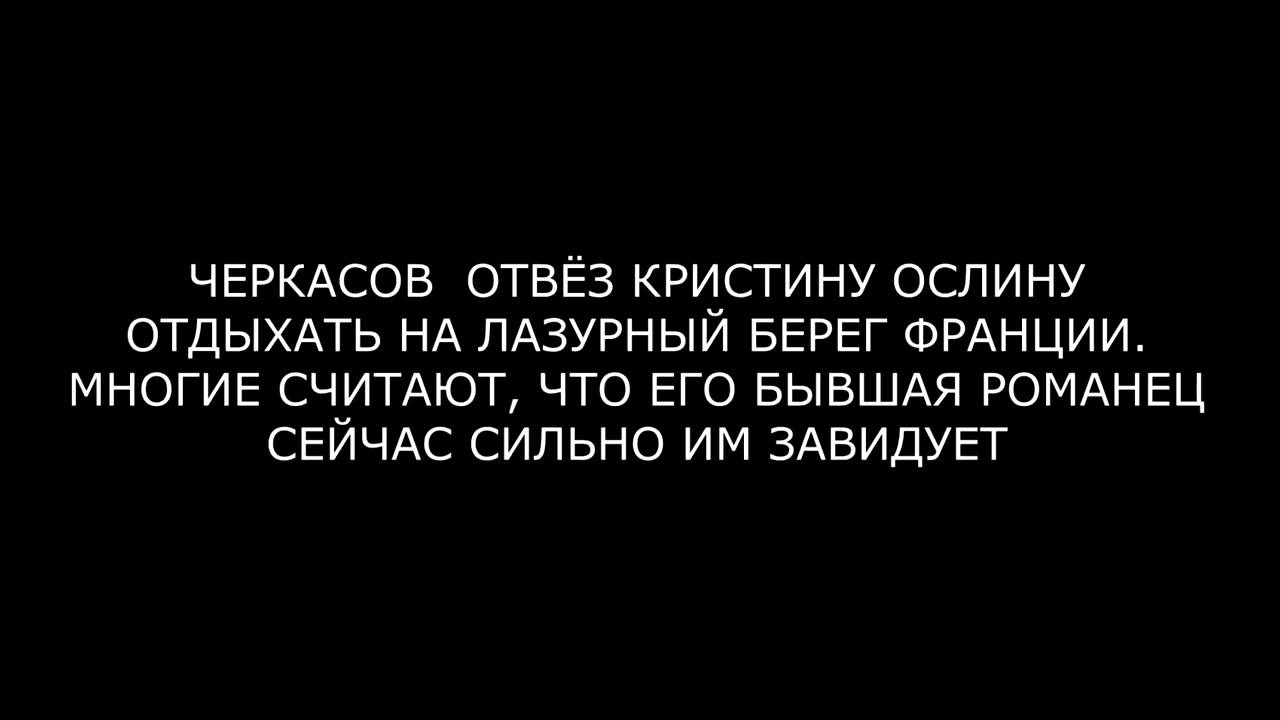 ЧЕРКАСОВ  ОТВЁЗ КРИСТИНУ ОСЛИНУ
ОТДЫХАТЬ НА ЛАЗУРНЫЙ БЕРЕГ ФРАНЦИИ.
МНОГИЕ СЧИТАЮТ, ЧТО ЕГО БЫВШАЯ РОМАНЕЦ
СЕЙЧАС СИЛЬНО ИМ ЗАВИДУЕТ